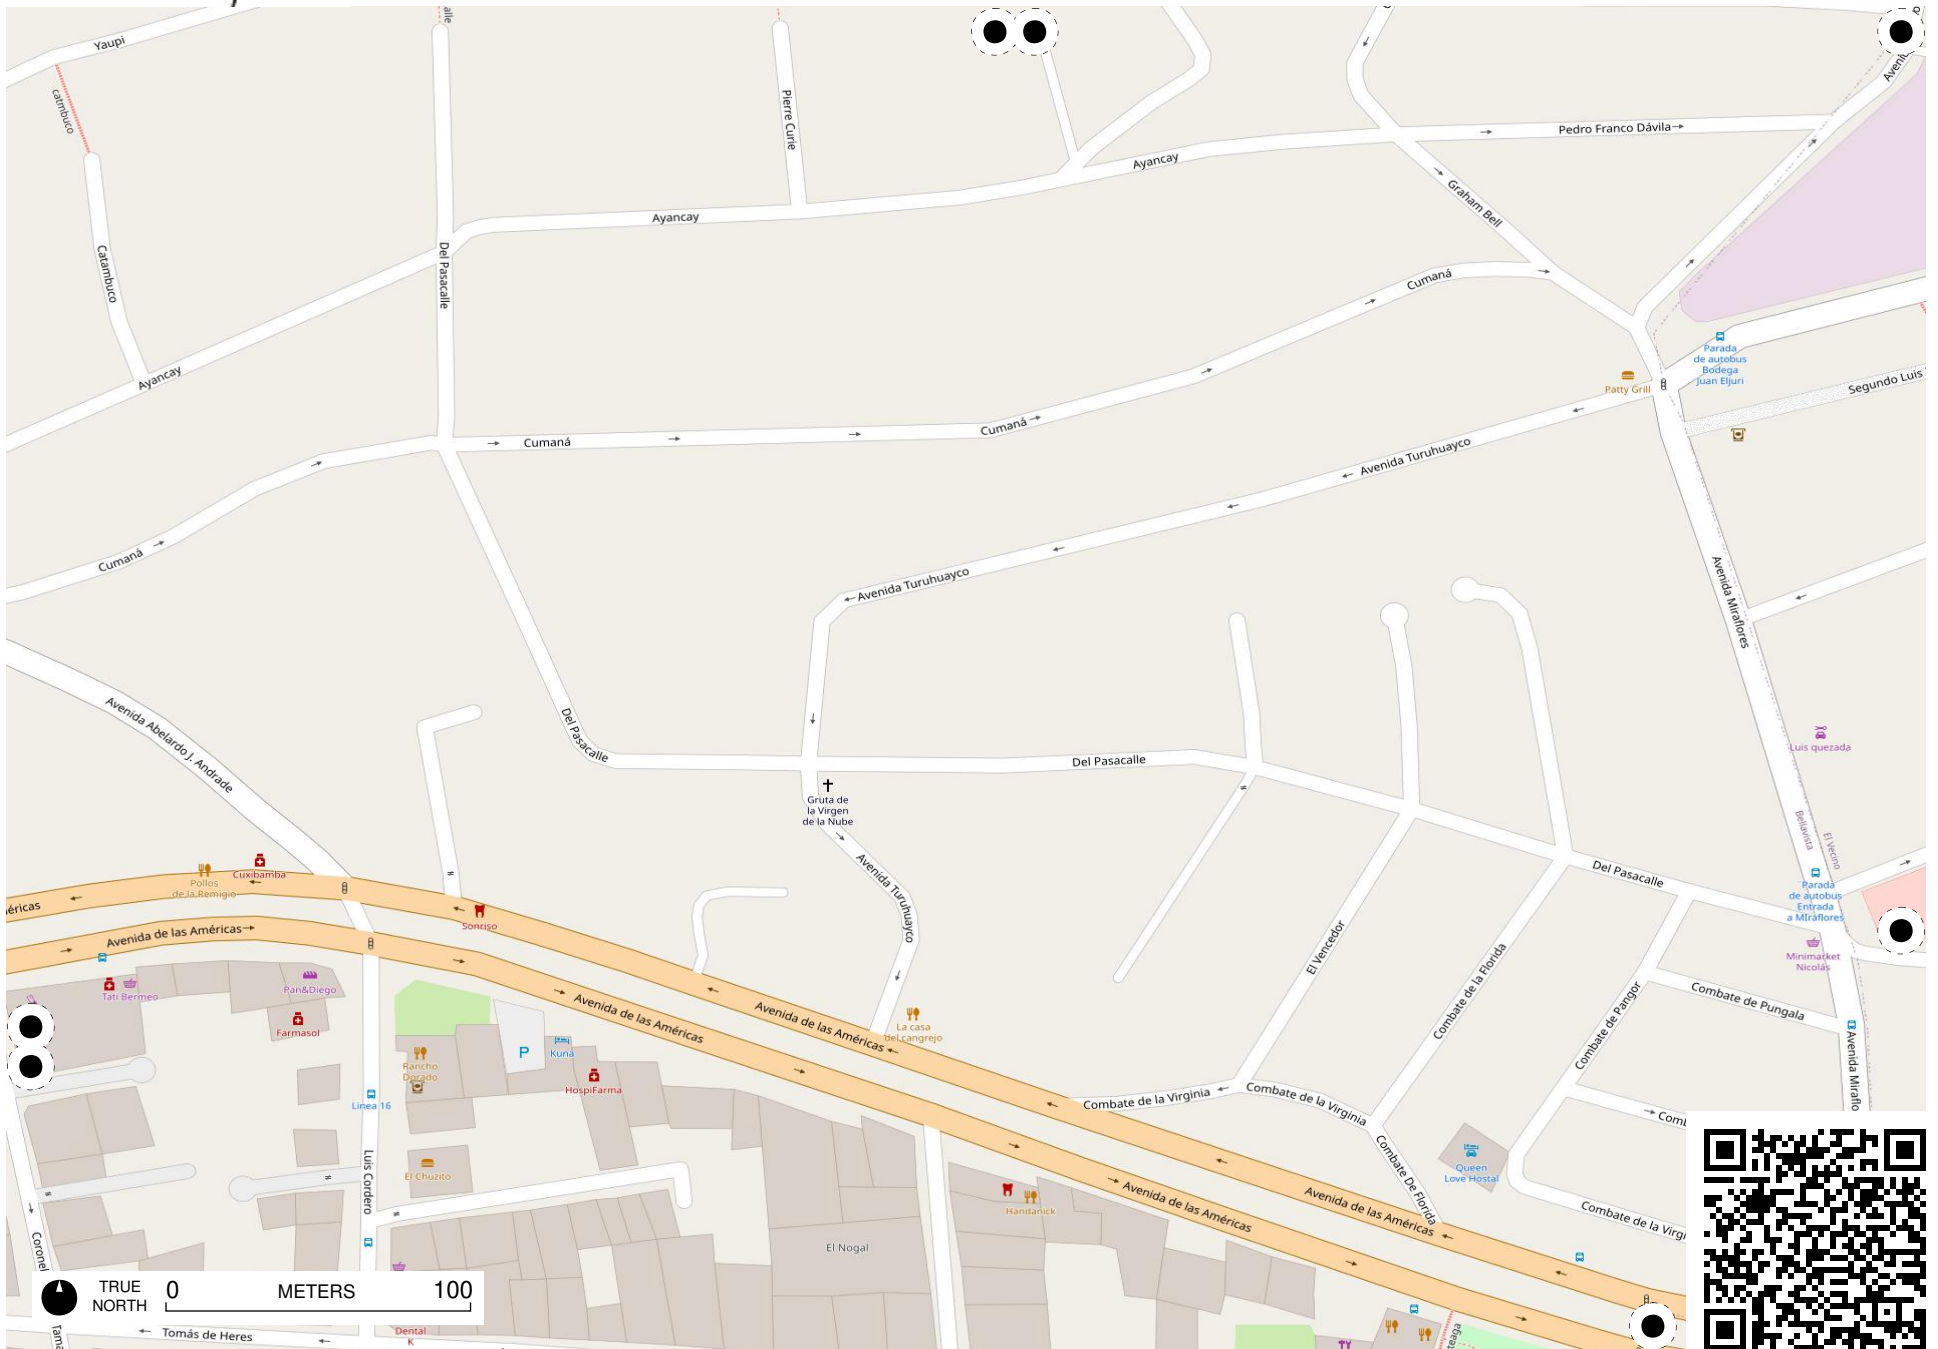 Yaupi
catmbuco
Catambuco
alle
Del Pasacalle
Pierre Curie
Ayancay
Ayancay
Ayancay
Pedro Franco Dávila
Graham Bell
Cumaná
Cumaná
Cumaná
Cumaná
Parada
de autobus
Bodega
Juan Eljuri
Patty Grill
Segundo Luis
Avenida Turuhuayco
Avenida Turuhuayco
Avenida Miraflores
Luis quezada
Avenida Abelardo J. Andrade
Del Pasacalle
Del Pasacalle
Gruta de
la Virgen
de la Nube
Avenida Turuhuayco
Bellavista
El Vecino
Del Pasacalle
Parada
de autobus
Entrada
a MIraflores
Minimarket
Nicolás
Pollos
de la Remigio
Cuxibamba
Sonriso
éricas
Avenida de las Américas
Tati Bermeo
Pan&Diego
Farmasol
Avenida de las Américas
Avenida de las Américas
La casa
del cangrejo
El Vencedor
Combate de la Florida
Combate de Pangor
Combate de Pungala
Avenida Miraflo
Rancho
Dorado
P
Kuna
HospiFarma
Linea 16
Luis Cordero
El Chuzito
Combate de la Virginia
Combate de la Virginia
Combate De Florida
Comb
Queen
Love Hostal
Combate de la Virgi
Avenida de las Américas
Avenida de las Américas
Handanick
El Nogal
Coronel
TRUE
NORTH
0
METERS
100
Tomás de Heres
Tama
Dental
K
teaga